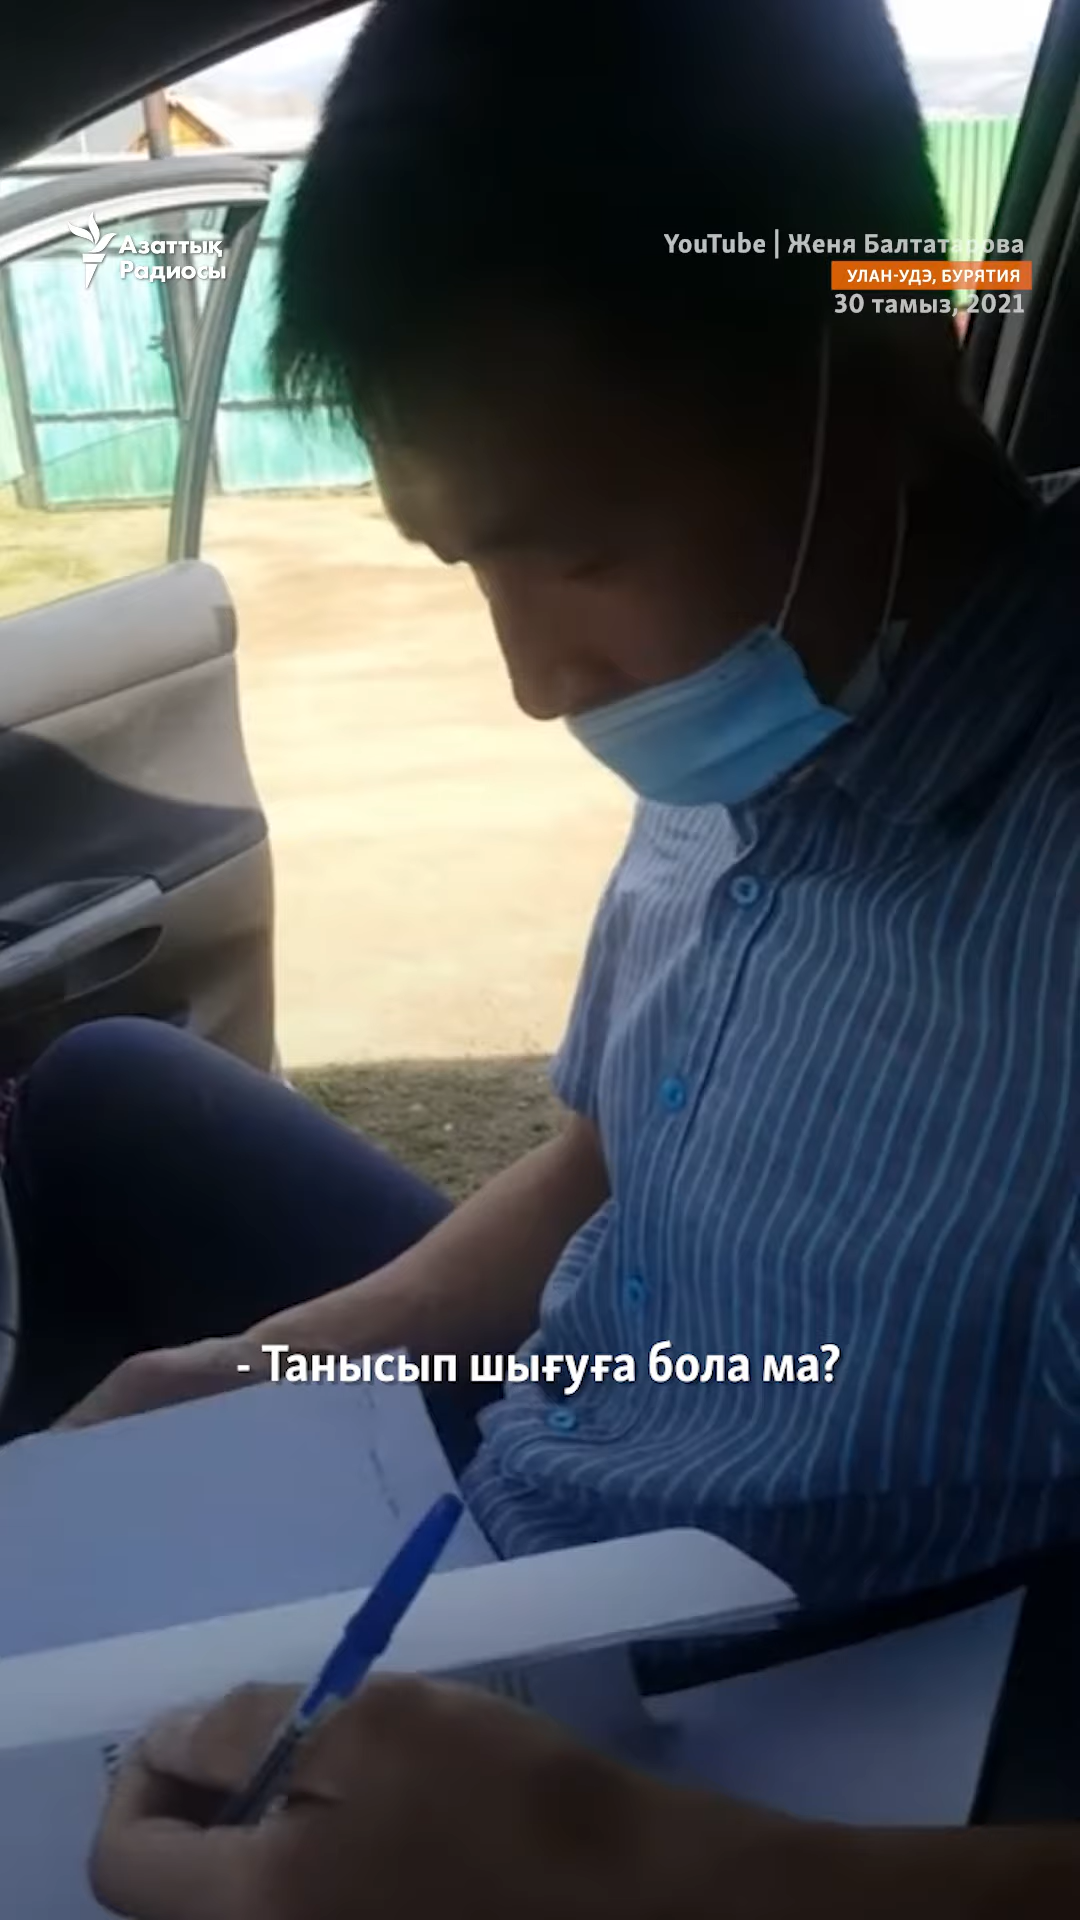 Азаттық
Радиосы
YouTube | Женя Балтатарова
УЛАН-УДЭ, БУРЯТИЯ
30 тамыз, 2021
- Танысып шығуға бола ма?